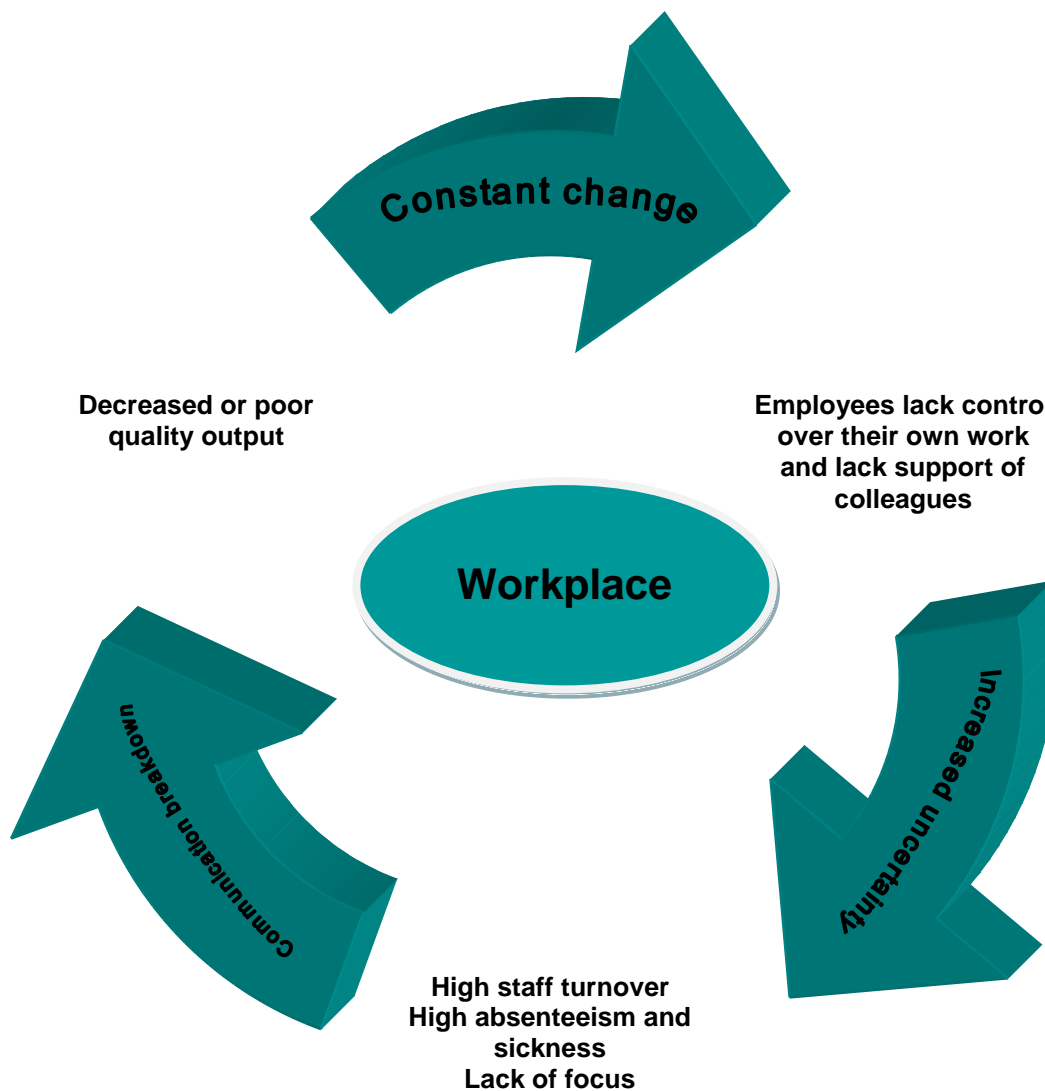 Constant change
Decreased or poor
quality output
Employees lack contro
over their own work
and lack support of
colleagues
Workplace
Increased uncertainty
Communication breakdown
High staff turnover
High absenteeism and
sickness
Lack of focus